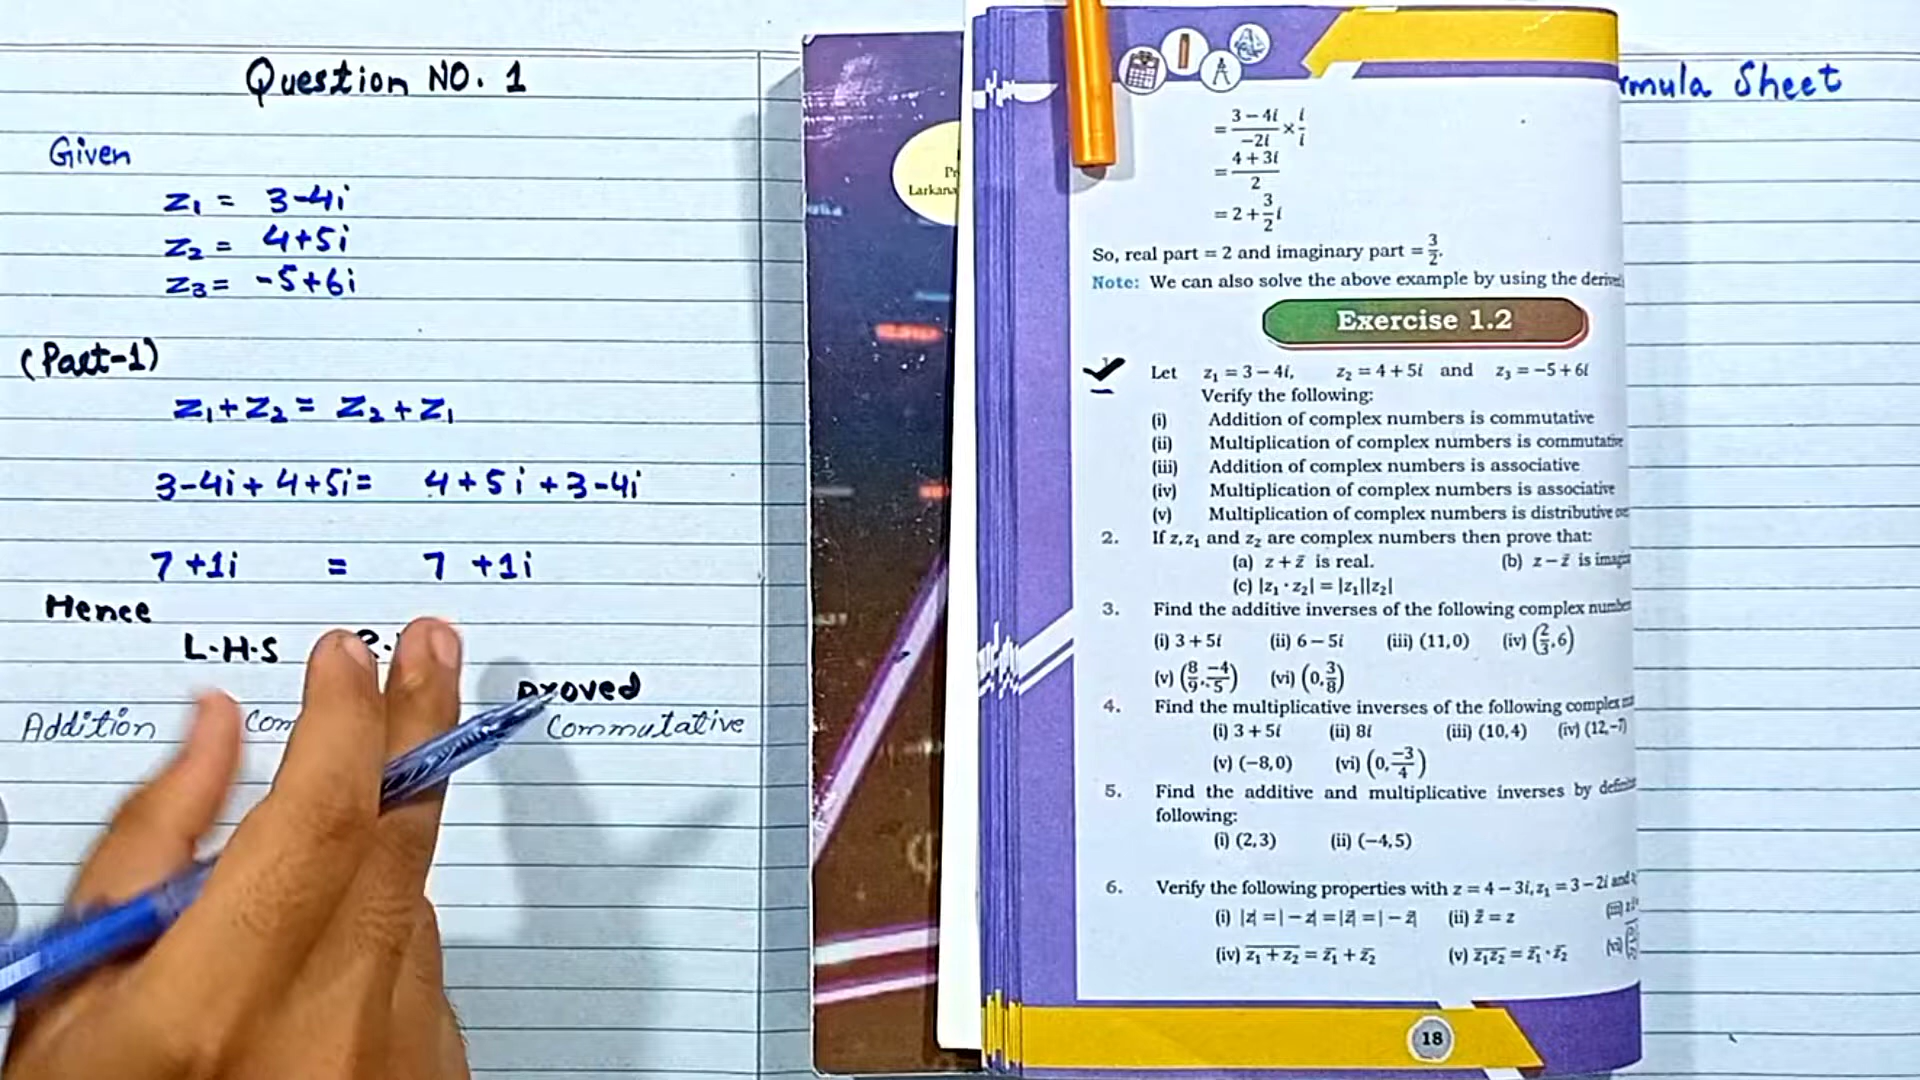 Question NO. 1
Given
z₁ = 3-4i
z₂ = 4+5i
z₃ = -5+6i
(Part-1)
z₁+z₂ = z₂+z₁
3-4i+4+5i= 4+5i+3-4i
7+1i = 7+1i
Hence
L.H.S
proved
Addition Commutative
Larkana
= (3 − 4i)/(−2i) × i/i
= (4 + 3i)/2
= 2 + 3/2 i
So, real part = 2 and imaginary part = 3/2.
Note: We can also solve the above example by using the
Exercise 1.2
Let z₁ = 3 − 4i, z₂ = 4 + 5i and z₃ = −5 + 6i
Verify the following:
(i) Addition of complex numbers is commutative
(ii) Multiplication of complex numbers is commutative
(iii) Addition of complex numbers is associative
(iv) Multiplication of complex numbers is associative
(v) Multiplication of complex numbers is distributive
2. If z, z₁ and z₂ are complex numbers then prove that:
(a) z + z̄ is real. (b) z − z̄ is
(c) |z₁ · z₂| = |z₁||z₂|
3. Find the additive inverses of the following complex
(i) 3 + 5i (ii) 6 − 5i (iii) (11, 0) (iv) (2/3, 6)
(v) (8/9, −4/5) (vi) (0, 3/8)
4. Find the multiplicative inverses of the following complex
(i) 3 + 5i (ii) 8i (iii) (10, 4) (iv) (12, −7)
(v) (−8, 0) (vi) (0, −3/4)
5. Find the additive and multiplicative inverses by
following:
(i) (2, 3) (ii) (−4, 5)
6. Verify the following properties with z = 4 − 3i, z₁ = 3 − 2i and
(i) |z| = |−z| = |z̄| = |−z̄| (ii) z̿ = z (iii)
(iv) z₁ + z₂‾ = z̄₁ + z̄₂ (v) z₁z₂‾ = z̄₁ · z̄₂ (vi)
18
Sheet